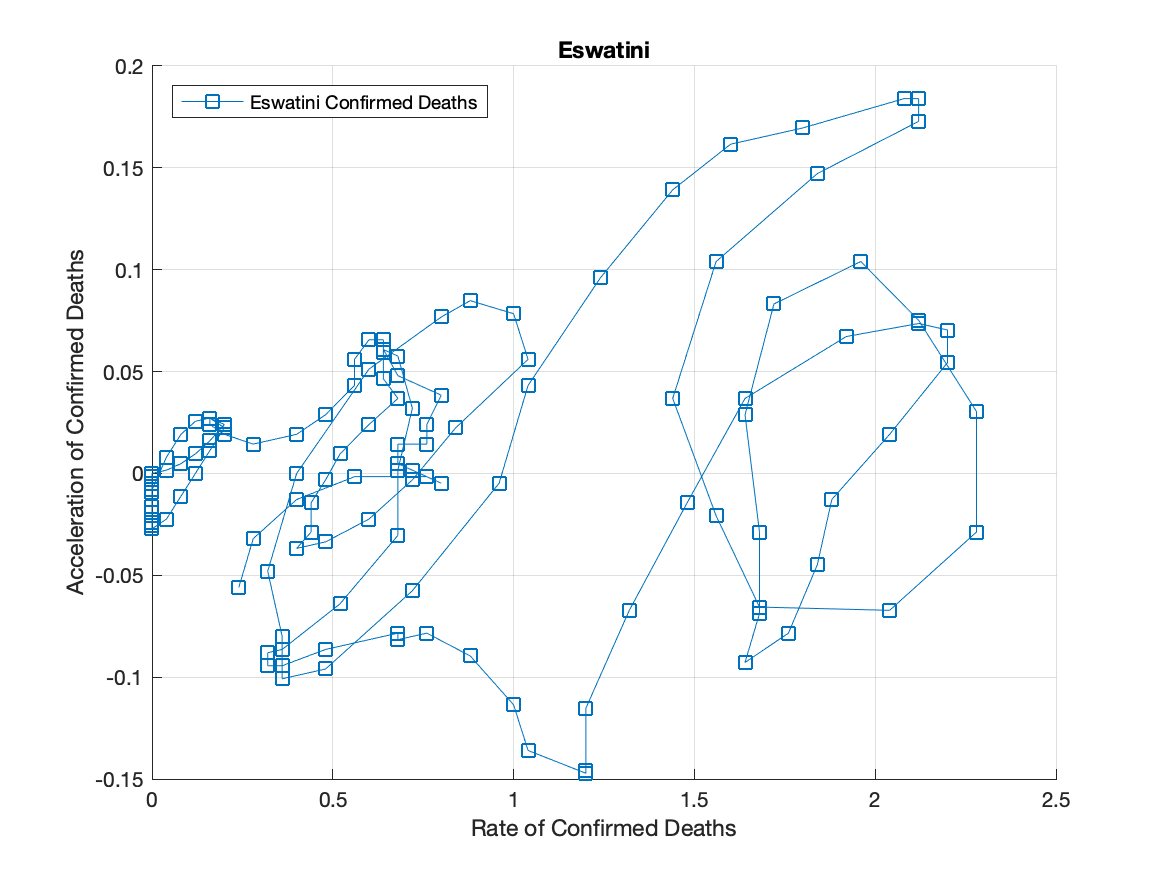 Eswatini
Eswatini Confirmed Deaths
0.2
0.15
0.1
0.05
0
-0.05
-0.1
-0.15
0 0.5 1 1.5 2 2.5
Acceleration of Confirmed Deaths
Rate of Confirmed Deaths